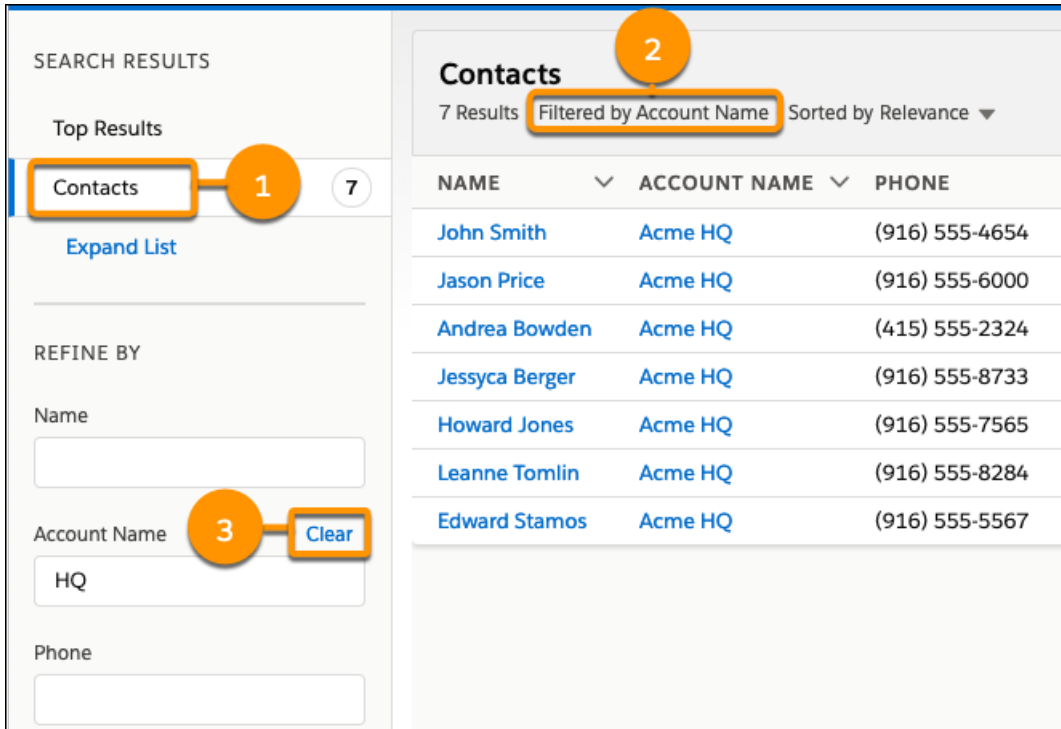 SEARCH RESULTS
Top Results
Contacts
1
7
Expand List
REFINE BY
Name
Account Name
3
Clear
HQ
Phone
2
Contacts
7 Results Filtered by Account Name Sorted by Relevance
NAME ACCOUNT NAME PHONE
John Smith Acme HQ (916) 555-4654
Jason Price Acme HQ (916) 555-6000
Andrea Bowden Acme HQ (415) 555-2324
Jessyca Berger Acme HQ (916) 555-8733
Howard Jones Acme HQ (916) 555-7565
Leanne Tomlin Acme HQ (916) 555-8284
Edward Stamos Acme HQ (916) 555-5567